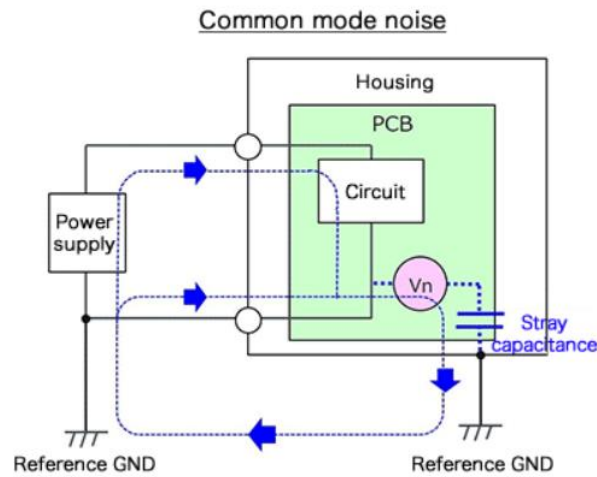 Common mode noise
Housing
PCB
Circuit
Power
supply
Vn
Stray
capacitance
Reference GND
Reference GND